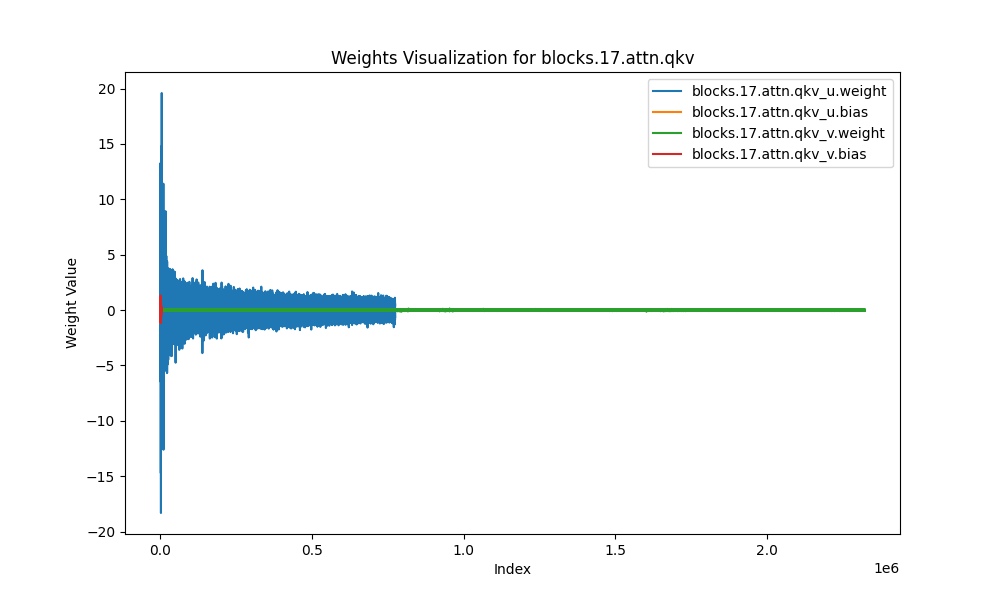 Weights Visualization for blocks.17.attn.qkv
blocks.17.attn.qkv_u.weight
blocks.17.attn.qkv_u.bias
blocks.17.attn.qkv_v.weight
blocks.17.attn.qkv_v.bias
20
15
10
5
0
−5
−10
−15
−20
Weight Value
0.0
0.5
1.0
1.5
2.0
1e6
Index